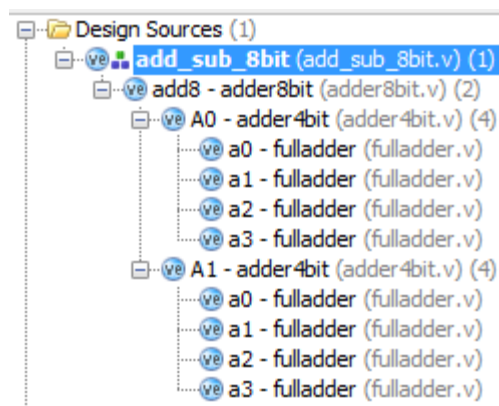 Design Sources (1)
add_sub_8bit (add_sub_8bit.v) (1)
add8 - adder8bit (adder8bit.v) (2)
A0 - adder4bit (adder4bit.v) (4)
a0 - fulladder (fulladder.v)
a1 - fulladder (fulladder.v)
a2 - fulladder (fulladder.v)
a3 - fulladder (fulladder.v)
A1 - adder4bit (adder4bit.v) (4)
a0 - fulladder (fulladder.v)
a1 - fulladder (fulladder.v)
a2 - fulladder (fulladder.v)
a3 - fulladder (fulladder.v)